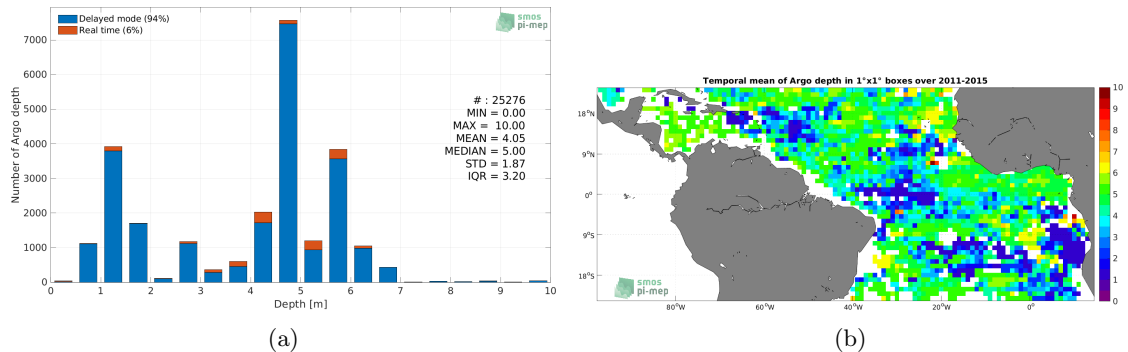 Delayed mode (94%)
Real time (6%)
smos
pi-mep
# : 25276
MIN = 0.00
MAX = 10.00
MEAN = 4.05
MEDIAN = 5.00
STD = 1.87
IQR = 3.20
Number of Argo depth
7000
6000
5000
4000
3000
2000
1000
0
0 1 2 3 4 5 6 7 8 9 10
Depth [m]
(a)
Temporal mean of Argo depth in 1°x1° boxes over 2011-2015
18°N
9°N
0°
9°S
18°S
80°W 60°W 40°W 20°W 0°
smos
pi-mep
10
9
8
7
6
5
4
3
2
1
0
(b)